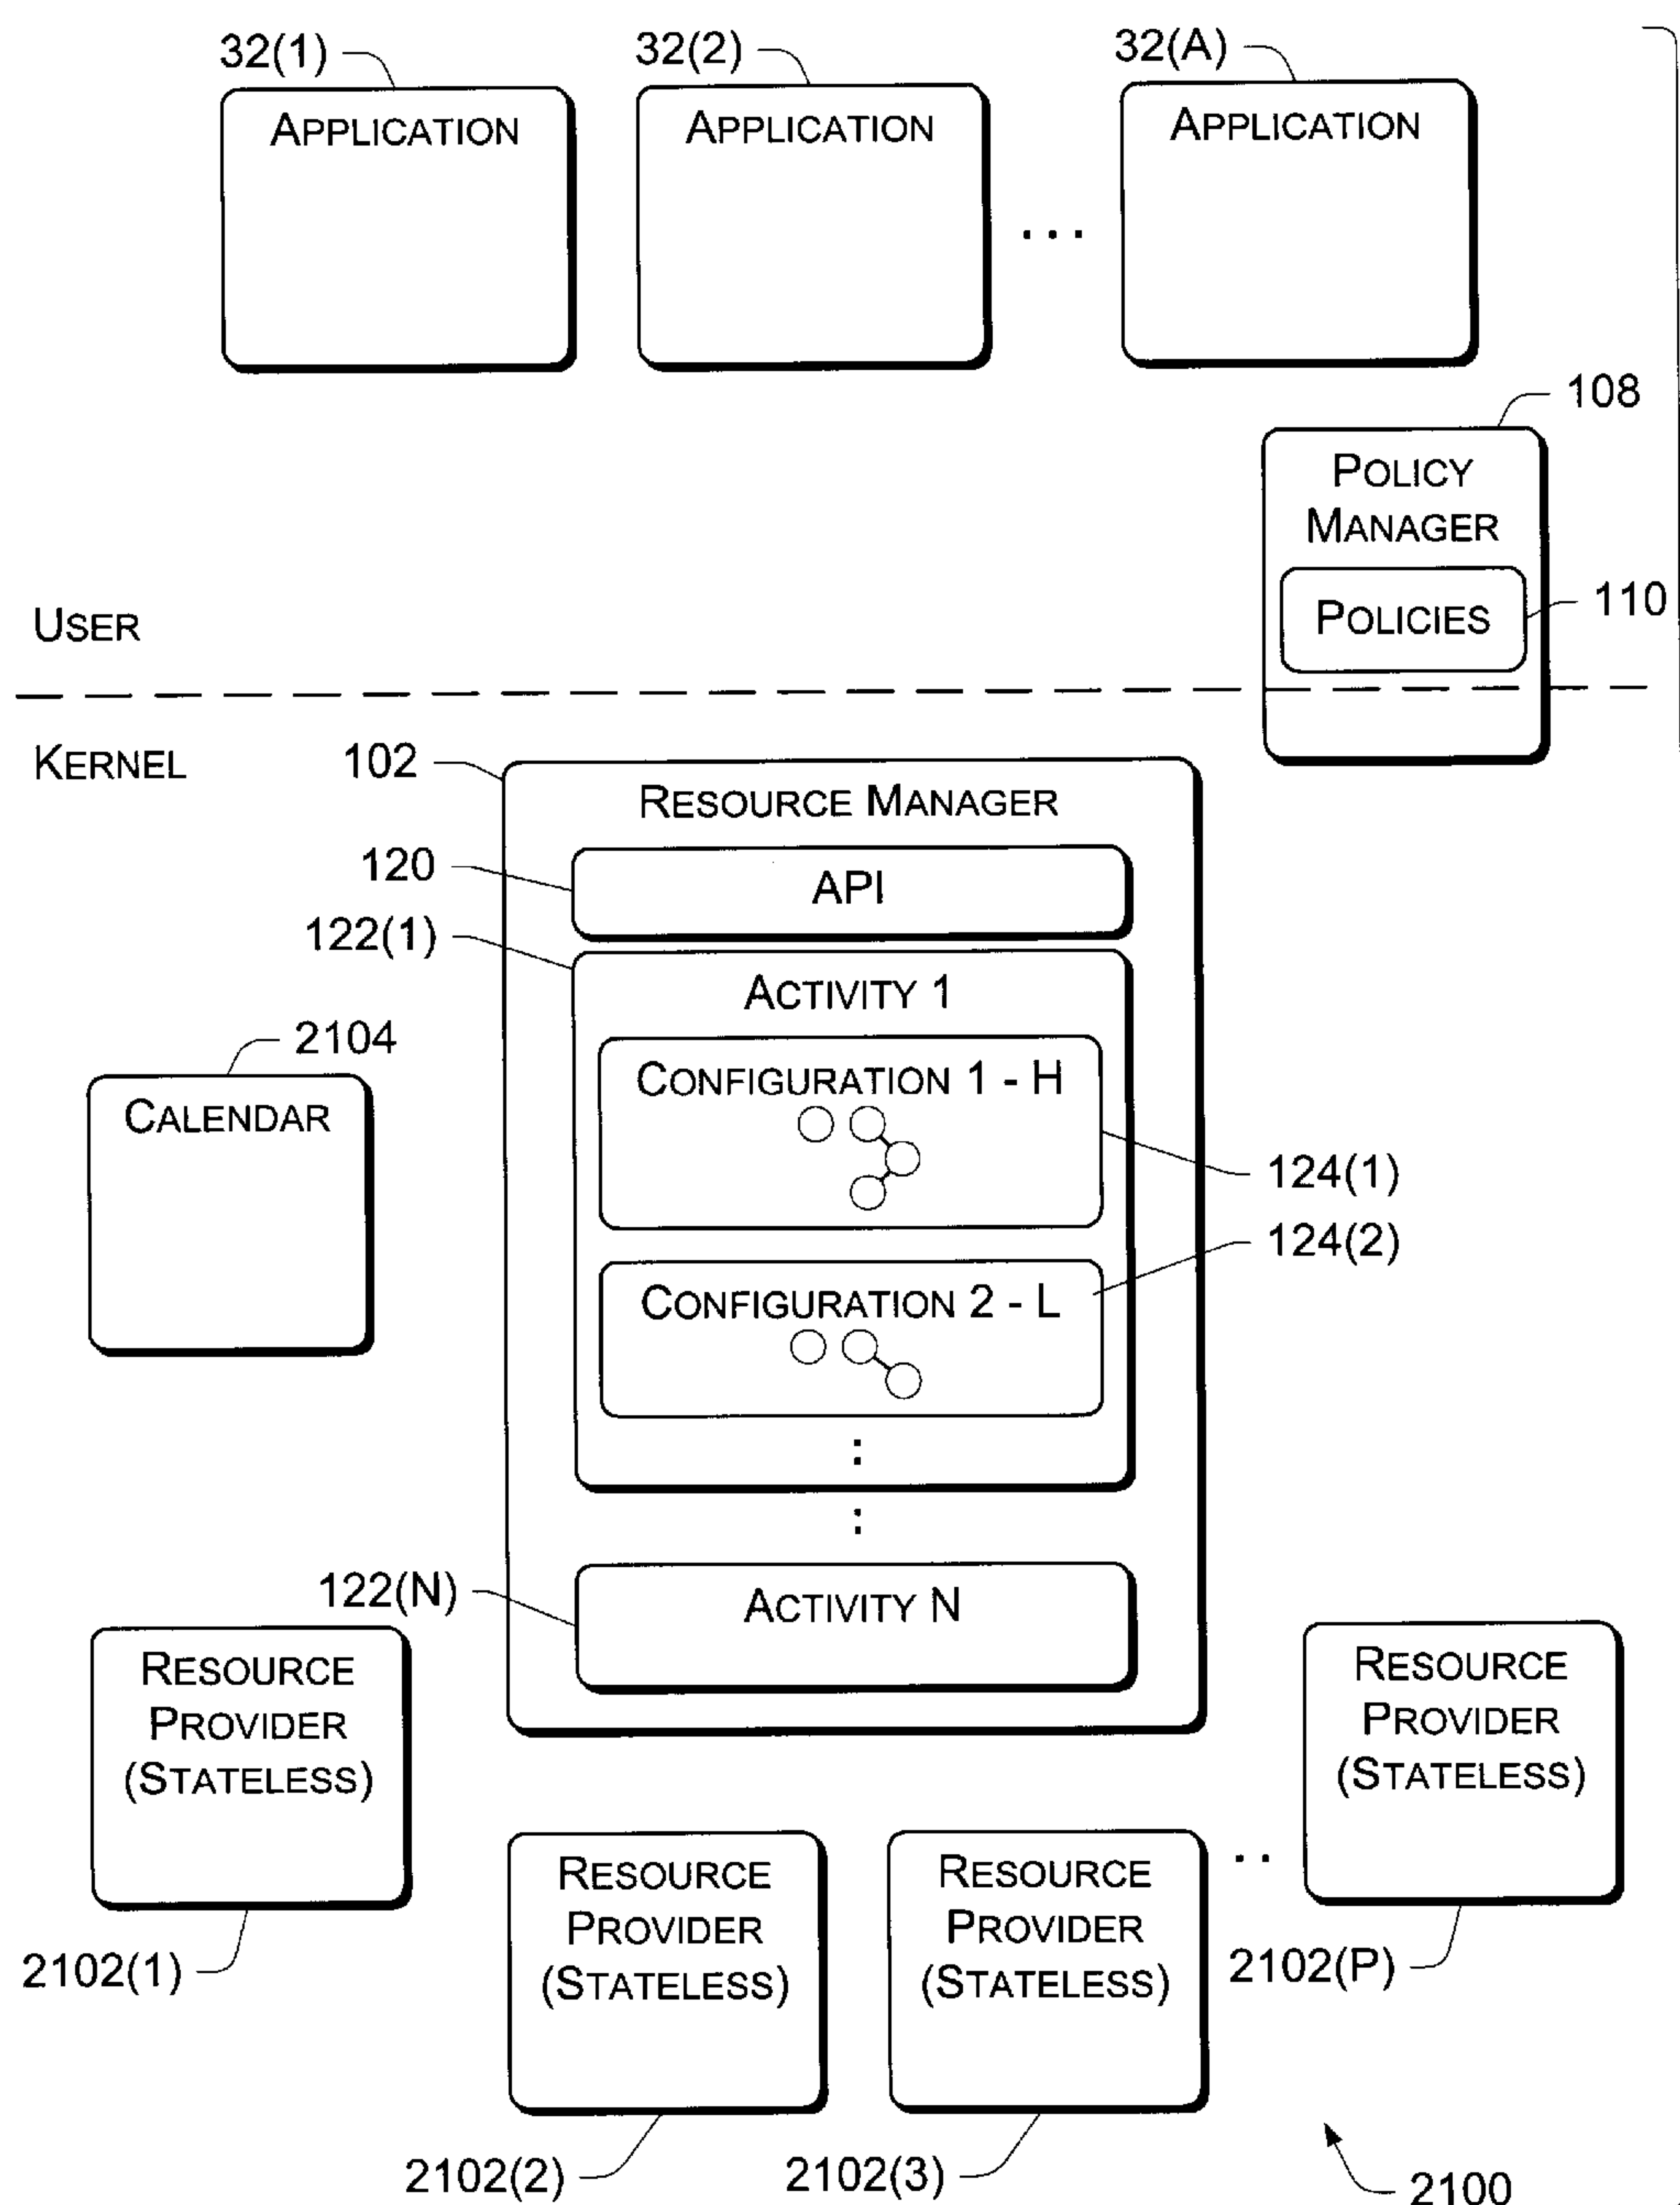 32(1)
32(2)
32(A)
APPLICATION
APPLICATION
...
APPLICATION
108
POLICY
MANAGER
POLICIES
110
USER
KERNEL
102
RESOURCE MANAGER
120
API
122(1)
ACTIVITY 1
2104
CALENDAR
CONFIGURATION 1 - H
124(1)
124(2)
CONFIGURATION 2 - L
122(N)
ACTIVITY N
RESOURCE
PROVIDER
(STATELESS)
2102(1)
RESOURCE
PROVIDER
(STATELESS)
2102(2)
RESOURCE
PROVIDER
(STATELESS)
2102(3)
RESOURCE
PROVIDER
(STATELESS)
2102(P)
2100